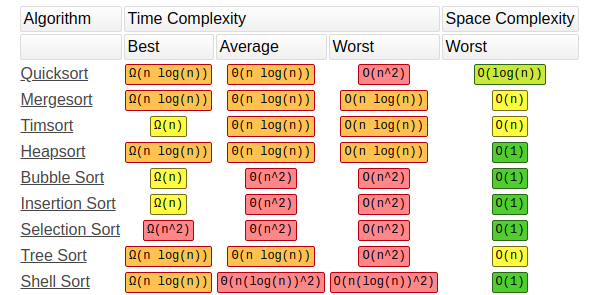 Algorithm Time Complexity Space Complexity
Best Average Worst Worst
Quicksort Ω(n log(n)) Θ(n log(n)) O(n^2) O(log(n))
Mergesort Ω(n log(n)) Θ(n log(n)) O(n log(n)) O(n)
Timsort Ω(n) Θ(n log(n)) O(n log(n)) O(n)
Heapsort Ω(n log(n)) Θ(n log(n)) O(n log(n)) O(1)
Bubble Sort Ω(n) Θ(n^2) O(n^2) O(1)
Insertion Sort Ω(n) Θ(n^2) O(n^2) O(1)
Selection Sort Ω(n^2) Θ(n^2) O(n^2) O(1)
Tree Sort Ω(n log(n)) Θ(n log(n)) O(n^2) O(n)
Shell Sort Ω(n log(n)) Θ(n(log(n))^2) O(n(log(n))^2) O(1)